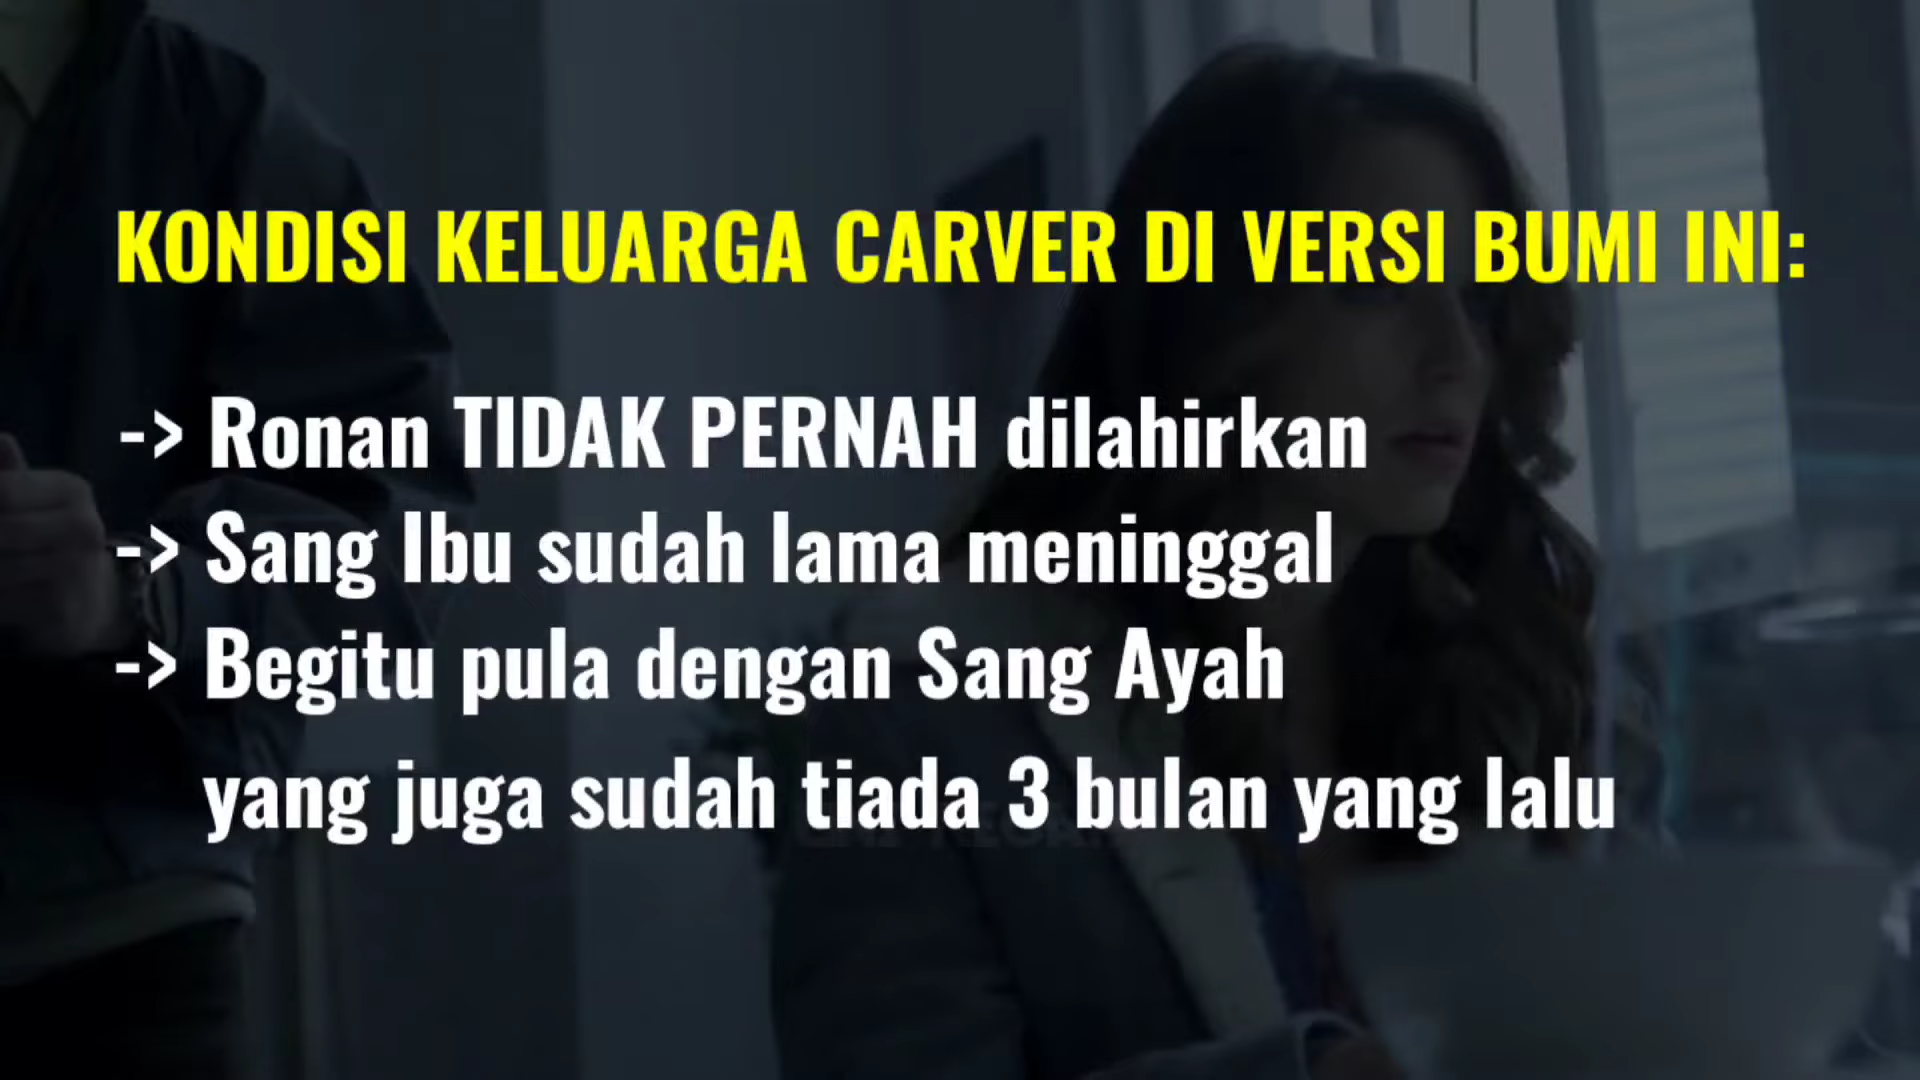 KONDISI KELUARGA CARVER DI VERSI BUMI INI:
-> Ronan TIDAK PERNAH dilahirkan
-> Sang Ibu sudah lama meninggal
-> Begitu pula dengan Sang Ayah
yang juga sudah tiada 3 bulan yang lalu